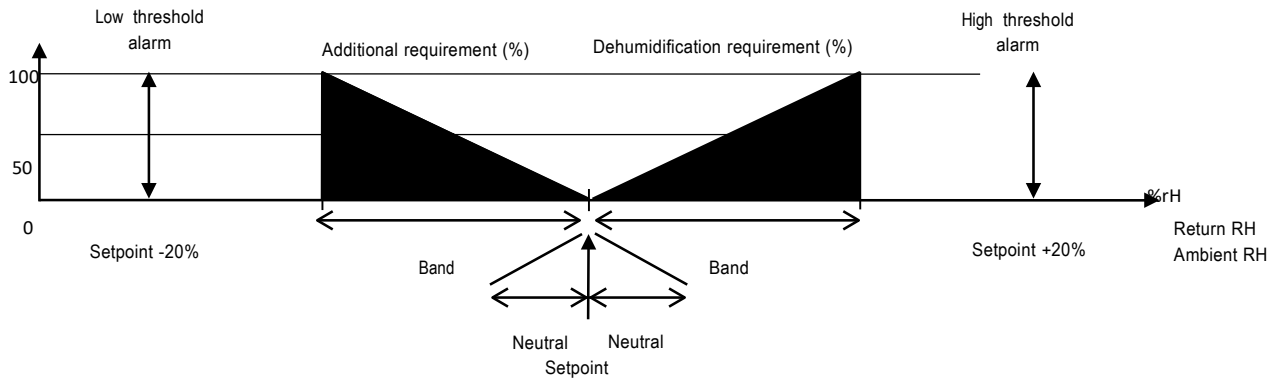 Low threshold
alarm
High threshold
alarm
Additional requirement (%)
Dehumidification requirement (%)
100
50
0
%rH
Return RH
Ambient RH
Setpoint -20%
Setpoint +20%
Band
Band
Neutral
Neutral
Setpoint